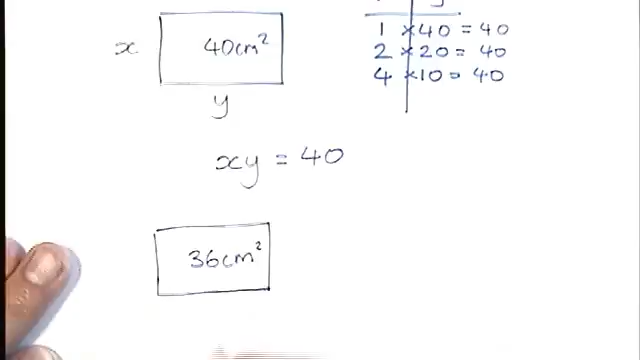 x 40cm²
y
1 × 40 = 40
2 × 20 = 40
4 × 10 = 40
xy = 40
36cm²